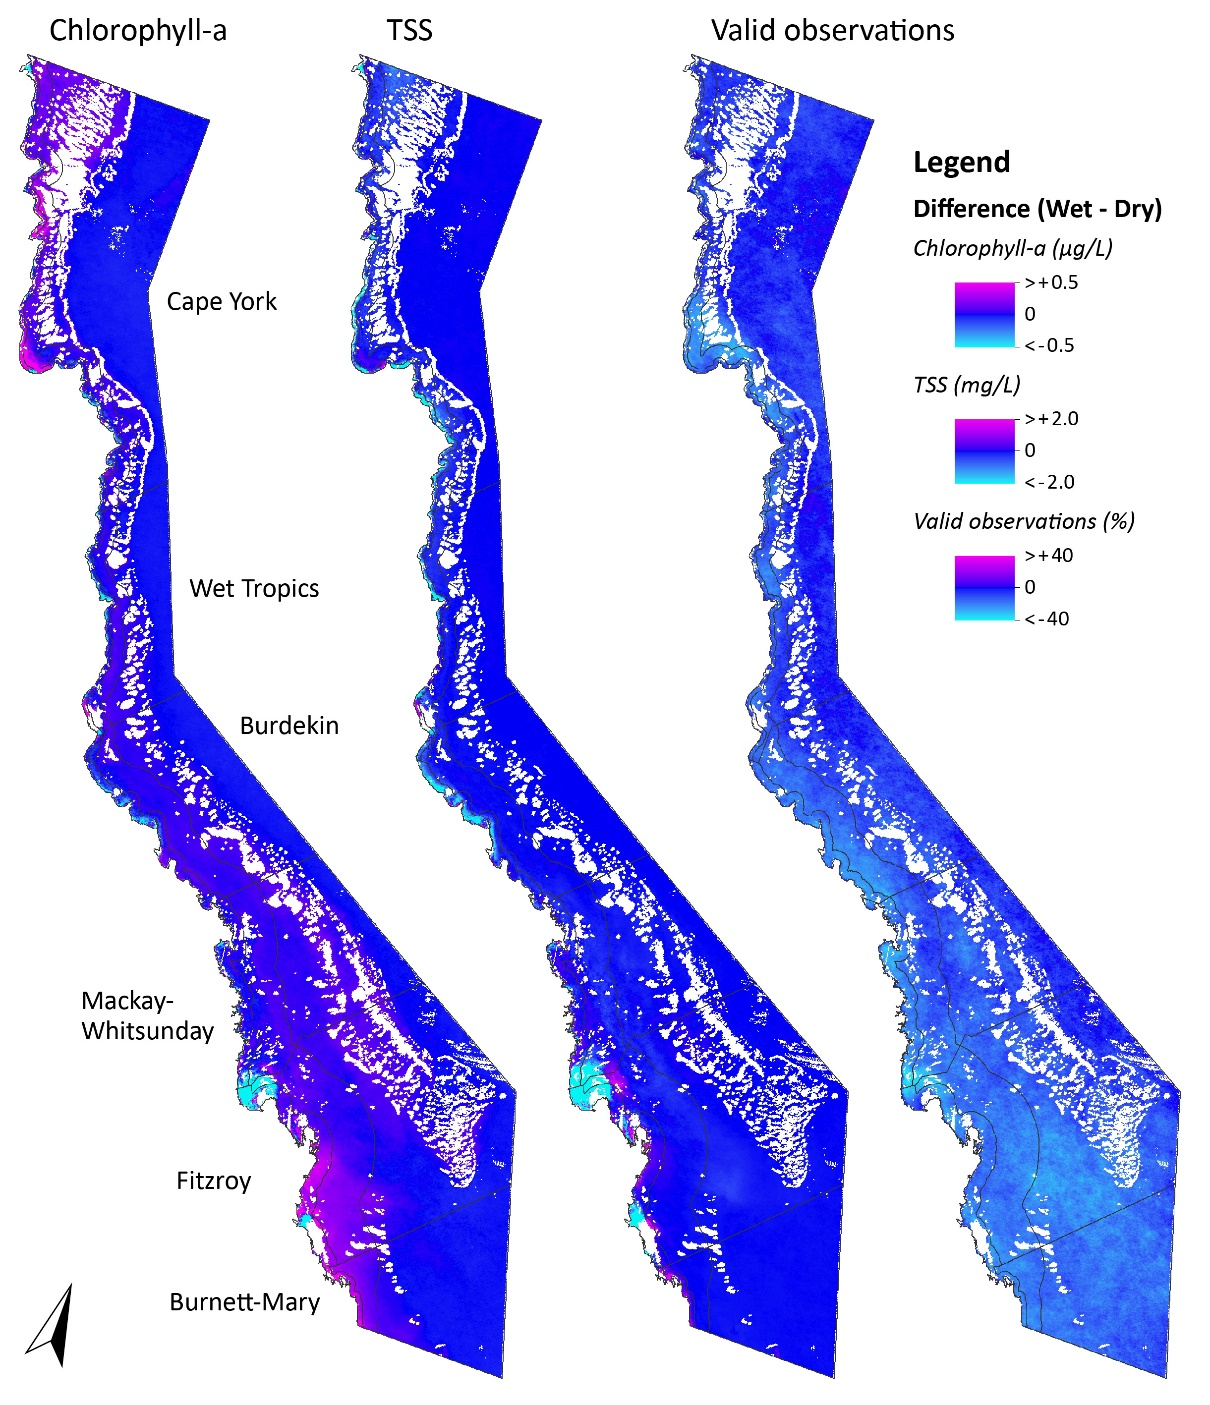 Chlorophyll-a
TSS
Valid observations
Legend
Difference (Wet - Dry)
Chlorophyll-a (µg/L)
>+0.5
0
<-0.5
TSS (mg/L)
>+2.0
0
<-2.0
Valid observations (%)
>+40
0
<-40
Cape York
Wet Tropics
Burdekin
Mackay-
Whitsunday
Fitzroy
Burnett-Mary